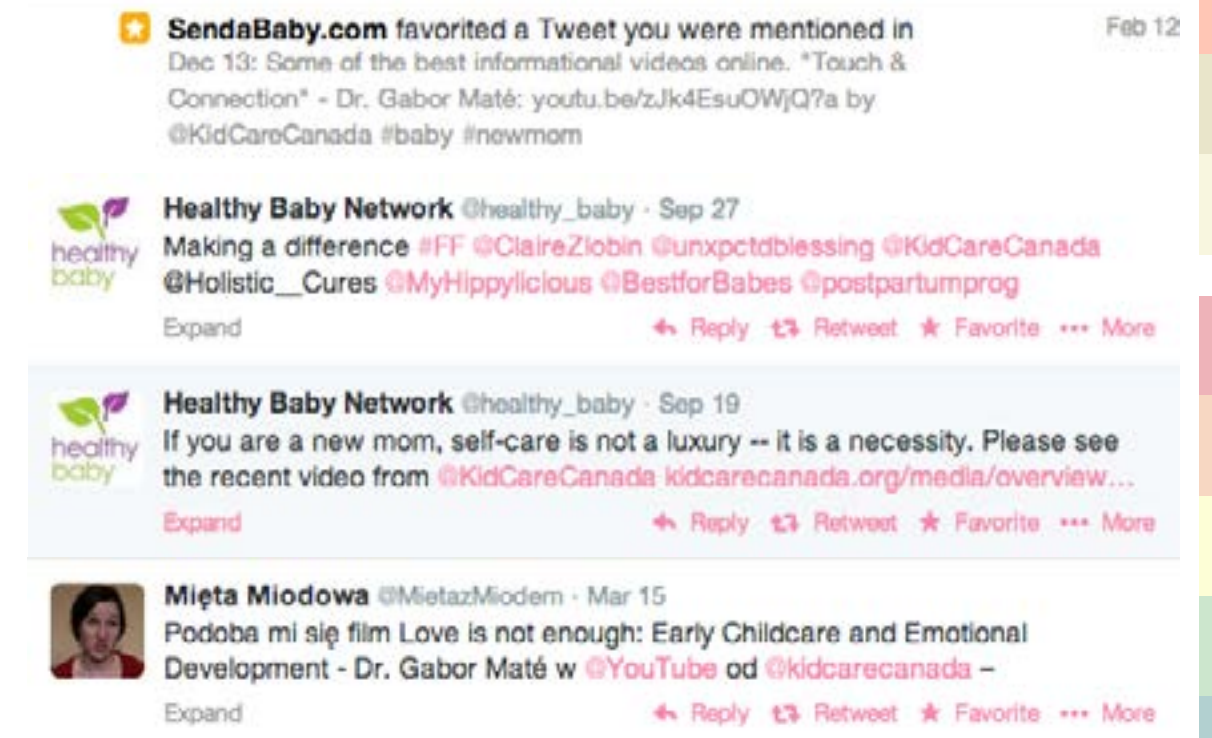 SendaBaby.com favorited a Tweet you were mentioned in
Feb 12
Dec 13: Some of the best informational videos online. "Touch &
Connection" - Dr. Gabor Maté: youtu.be/zJk4EsuOWjQ?a by
@KidCareCanada #baby #newmom
healthy
baby
Healthy Baby Network @healthy_baby · Sep 27
Making a difference #FF @ClaireZlobin @unxpctdblessing @KidCareCanada
@Holistic__Cures @MyHippylicious @BestforBabes @postpartumprog
Expand Reply Retweet Favorite ••• More
healthy
baby
Healthy Baby Network @healthy_baby · Sep 19
If you are a new mom, self-care is not a luxury -- it is a necessity. Please see
the recent video from @KidCareCanada kidcarecanada.org/media/overview...
Expand Reply Retweet Favorite ••• More
Mięta Miodowa @MietazMiodem · Mar 15
Podoba mi się film Love is not enough: Early Childcare and Emotional
Development - Dr. Gabor Maté w @YouTube od @kidcarecanada –
Expand Reply Retweet Favorite ••• More